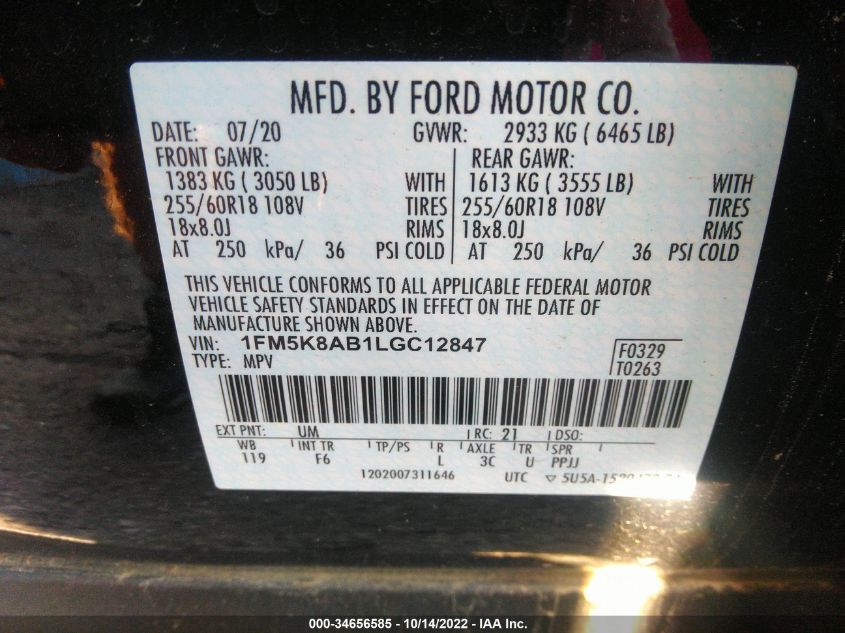 MFD. BY FORD MOTOR CO.
DATE: 07/20 GVWR: 2933 KG ( 6465 LB)
FRONT GAWR: REAR GAWR:
1383 KG ( 3050 LB) WITH 1613 KG ( 3555 LB) WITH
255/60R18 108V TIRES 255/60R18 108V TIRES
18x8.0J RIMS 18x8.0J RIMS
AT 250 kPa/ 36 PSI COLD AT 250 kPa/ 36 PSI COLD
THIS VEHICLE CONFORMS TO ALL APPLICABLE FEDERAL MOTOR
VEHICLE SAFETY STANDARDS IN EFFECT ON THE DATE OF
MANUFACTURE SHOWN ABOVE.
VIN: 1FM5K8AB1LGC12847 F0329
TYPE: MPV T0263
EXT PNT: UM RC: 21 DSO:
WB INT TR TP/PS R AXLE TR SPR
119 F6 L 3C U PPJJ
1202007311646 UTC ▽
000-34656585 / 10/14/2022 - IAA Inc.